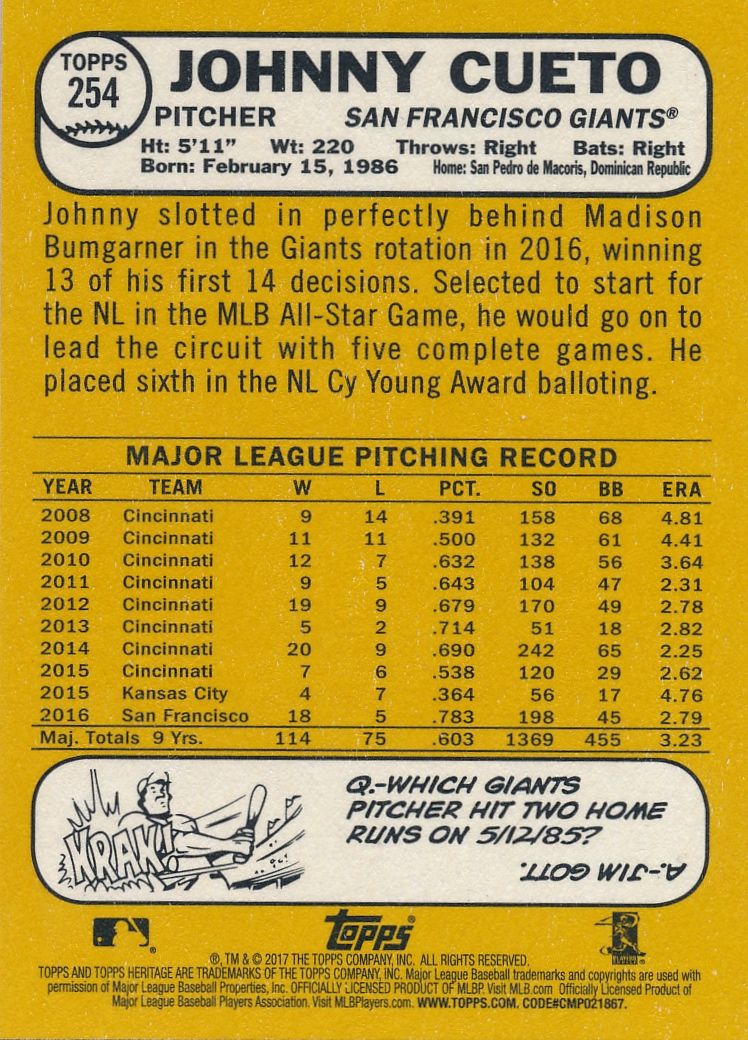 TOPPS
254
JOHNNY CUETO
PITCHER SAN FRANCISCO GIANTS®
Ht: 5'11" Wt: 220 Throws: Right Bats: Right
Born: February 15, 1986 Home: San Pedro de Macoris, Dominican Republic
Johnny slotted in perfectly behind Madison
Bumgarner in the Giants rotation in 2016, winning
13 of his first 14 decisions. Selected to start for
the NL in the MLB All-Star Game, he would go on to
lead the circuit with five complete games. He
placed sixth in the NL Cy Young Award balloting.
MAJOR LEAGUE PITCHING RECORD
YEAR TEAM W L PCT. SO BB ERA
2008 Cincinnati 9 14 .391 158 68 4.81
2009 Cincinnati 11 11 .500 132 61 4.41
2010 Cincinnati 12 7 .632 138 56 3.64
2011 Cincinnati 9 5 .643 104 47 2.31
2012 Cincinnati 19 9 .679 170 49 2.78
2013 Cincinnati 5 2 .714 51 18 2.82
2014 Cincinnati 20 9 .690 242 65 2.25
2015 Cincinnati 7 6 .538 120 29 2.62
2015 Kansas City 4 7 .364 56 17 4.76
2016 San Francisco 18 5 .783 198 45 2.79
Maj. Totals 9 Yrs. 114 75 .603 1369 455 3.23
KRAK!
Q.-WHICH GIANTS
PITCHER HIT TWO HOME
RUNS ON 5/12/85?
A.-JIM GOTT.
Topps®
®, TM & © 2017 THE TOPPS COMPANY, INC. ALL RIGHTS RESERVED.
TOPPS AND TOPPS HERITAGE ARE TRADEMARKS OF THE TOPPS COMPANY, INC. Major League Baseball trademarks and copyrights are used with
permission of Major League Baseball Properties, Inc. OFFICIALLY LICENSED PRODUCT OF MLBP. Visit MLB.com Officially Licensed Product of
Major League Baseball Players Association. Visit MLBPlayers.com. WWW.TOPPS.COM. CODE#CMP021867.